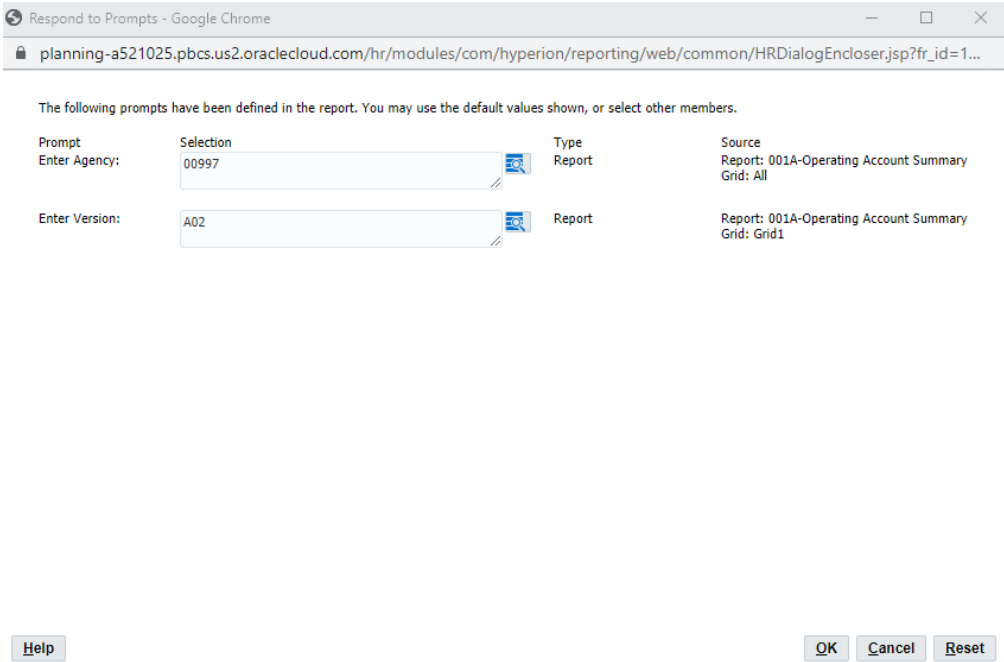 Respond to Prompts - Google Chrome
planning-a521025.pbcs.us2.oraclecloud.com/hr/modules/com/hyperion/reporting/web/common/HRDialogEncloser.jsp?fr_id=1...
The following prompts have been defined in the report. You may use the default values shown, or select other members.
Prompt Selection Type Source
Enter Agency: 00997 Report Report: 001A-Operating Account Summary
Grid: All
Enter Version: A02 Report Report: 001A-Operating Account Summary
Grid: Grid1
Help OK Cancel Reset